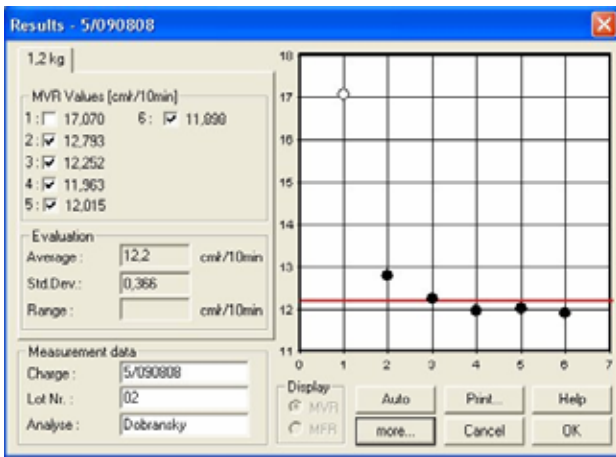 Results - 5/090808
1,2 kg
MVR Values [cm³/10min]
1 : 17,070 6 : 11,898
2 : 12,793
3 : 12,252
4 : 11,963
5 : 12,015
Evaluation
Average : 12,2 cm³/10min
Std.Dev.: 0,366
Range : cm³/10min
Measurement data
Charge : 5/090808
Lot Nr. : 02
Analyse : Dobransky
18
17
16
15
14
13
12
11
0 1 2 3 4 5 6 7
Display
MVR
MFR
Auto Print... Help
more... Cancel OK